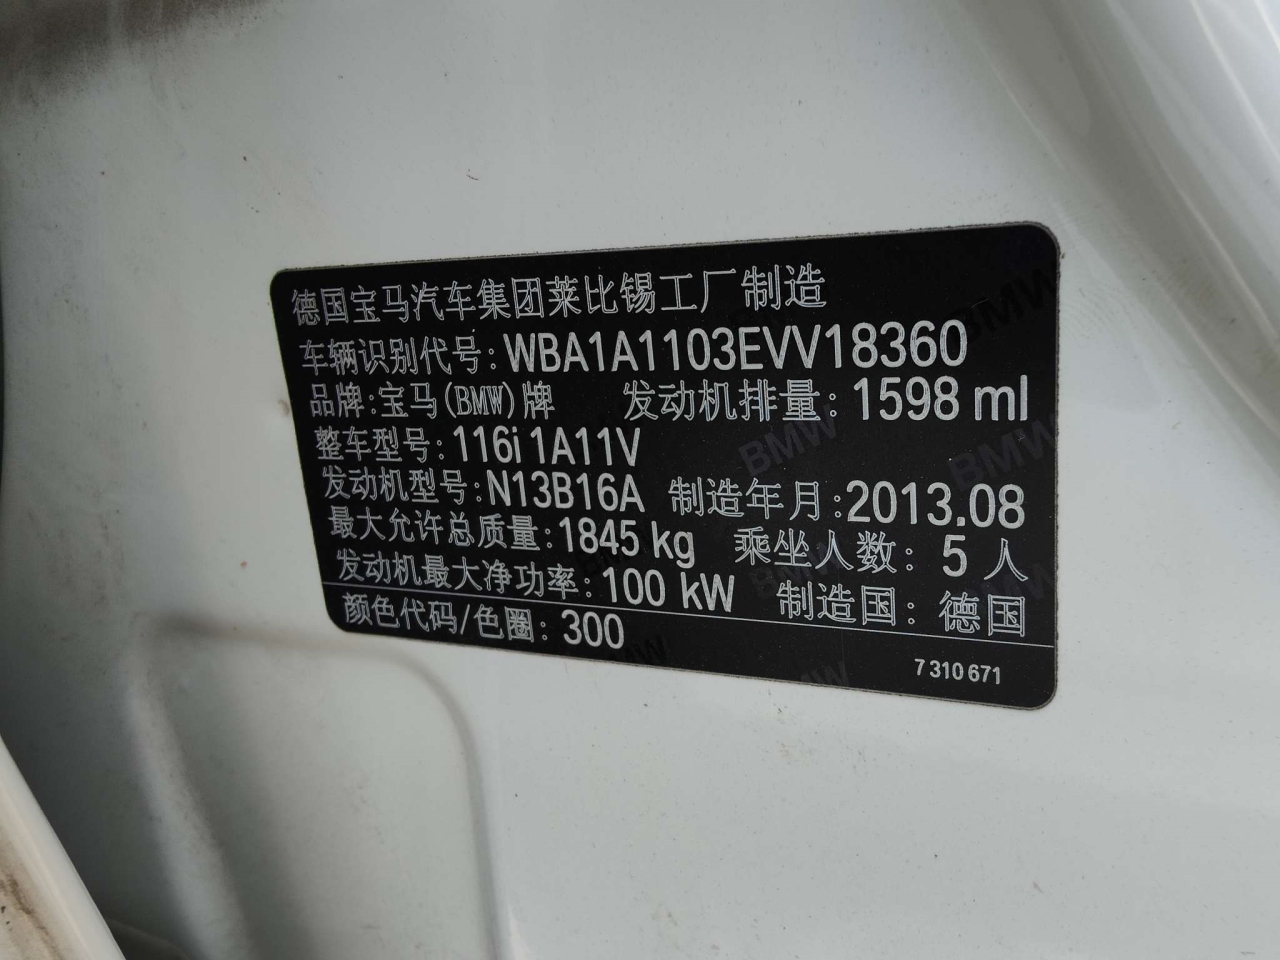 德国宝马汽车集团莱比锡工厂制造
车辆识别代号:WBA1A1103EVV18360
品牌:宝马(BMW)牌 发动机排量:1598 ml
整车型号:116i 1A11V
发动机型号:N13B16A 制造年月:2013.08
最大允许总质量:1845 kg 乘坐人数: 5 人
发动机最大净功率:100 kW 制造国: 德国
颜色代码/色圈: 300
7 310 671